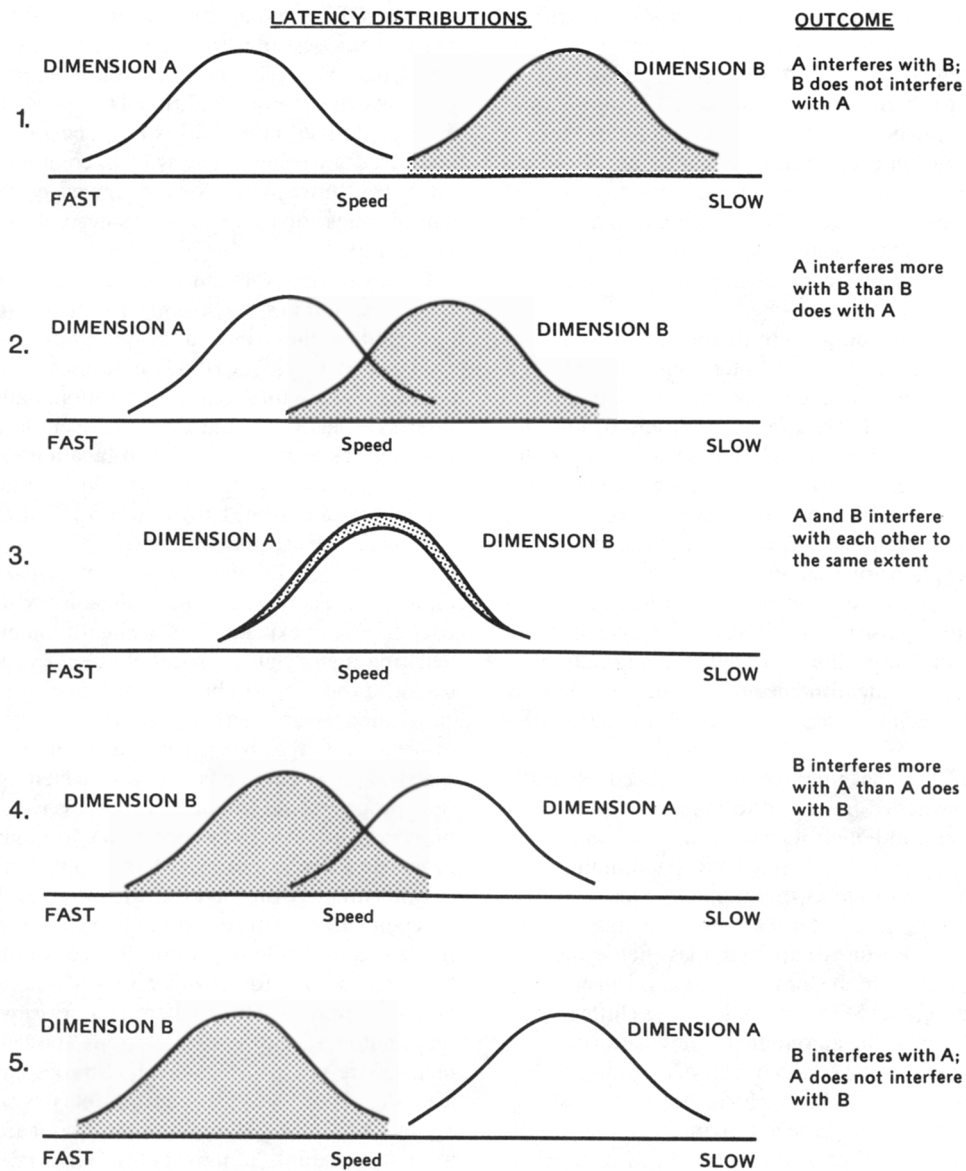 LATENCY DISTRIBUTIONS
OUTCOME
1.
DIMENSION A
DIMENSION B
A interferes with B;
B does not interfere
with A
FAST
Speed
SLOW
2.
DIMENSION A
DIMENSION B
A interferes more
with B than B
does with A
FAST
Speed
SLOW
3.
DIMENSION A
DIMENSION B
A and B interfere
with each other to
the same extent
FAST
Speed
SLOW
4.
DIMENSION B
DIMENSION A
B interferes more
with A than A does
with B
FAST
Speed
SLOW
5.
DIMENSION B
DIMENSION A
B interferes with A;
A does not interfere
with B
FAST
Speed
SLOW